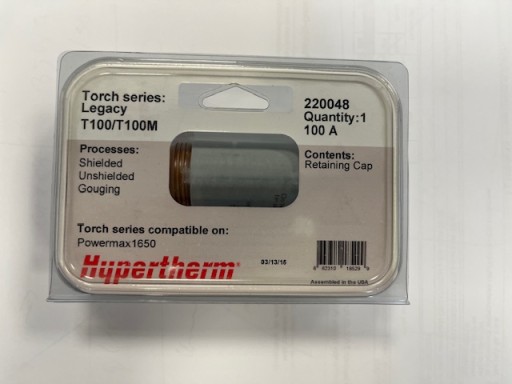 Torch series:
Legacy
T100/T100M
220048
Quantity:1
100 A
Processes:
Shielded
Unshielded
Gouging
Contents:
Retaining Cap
Torch series compatible on:
Powermax1650
Hypertherm
03/13/15
Assembled in the USA